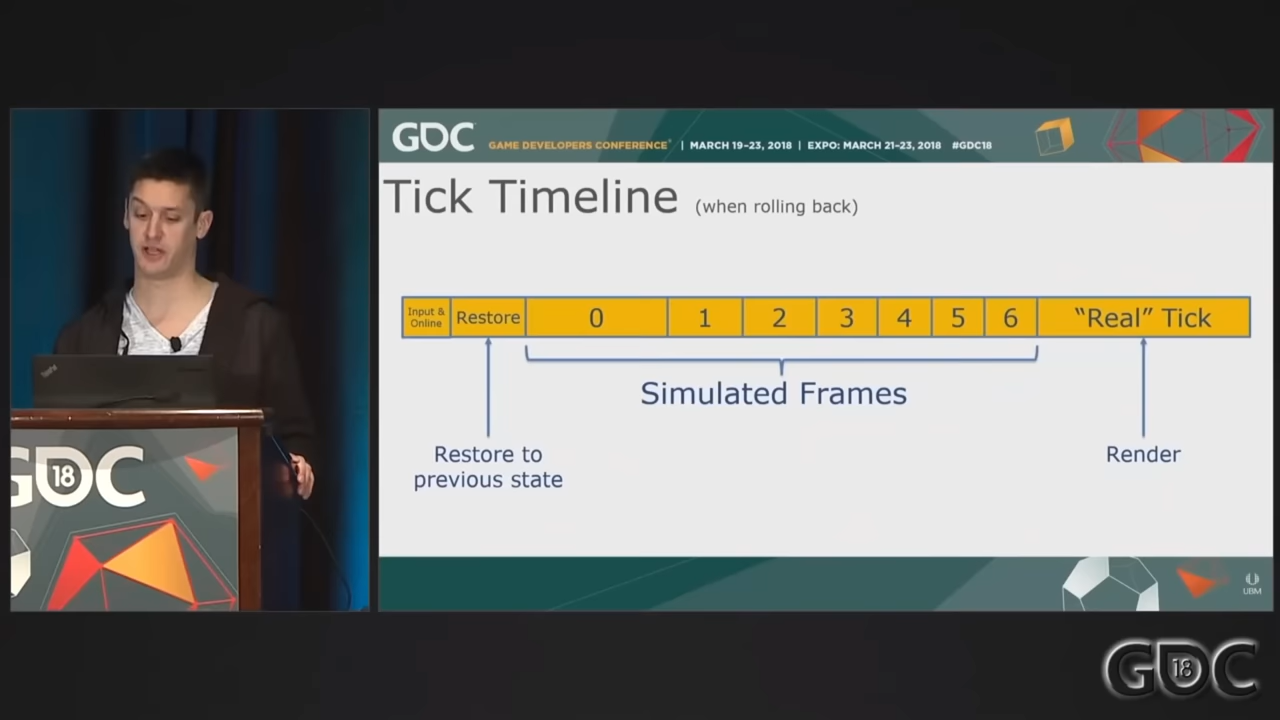 GDC
GAME DEVELOPERS CONFERENCE | MARCH 19–23, 2018 | EXPO: MARCH 21–23, 2018 #GDC18
Tick Timeline (when rolling back)
Input &
Online
Restore
0
1
2
3
4
5
6
“Real” Tick
Simulated Frames
Restore to
previous state
Render
ThinkPad
GDC
18
UBM
GDC
18